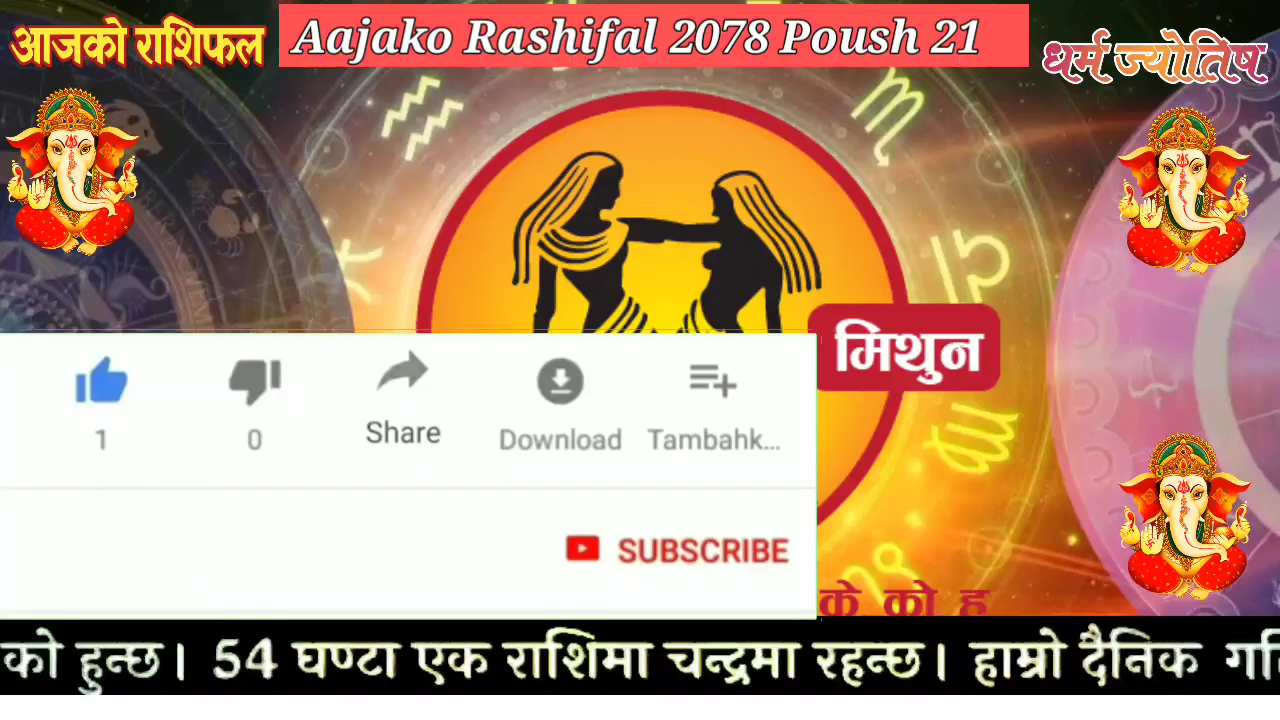 आजको राशिफल
Aajako Rashifal 2078 Poush 21
धर्म ज्योतिष
मिथुन
1
0
Share
Download
Tambahk...
SUBSCRIBE
के को ह
को हुन्छ। 54 घण्टा एक राशिमा चन्द्रमा रहन्छ। हाम्रो दैनिक